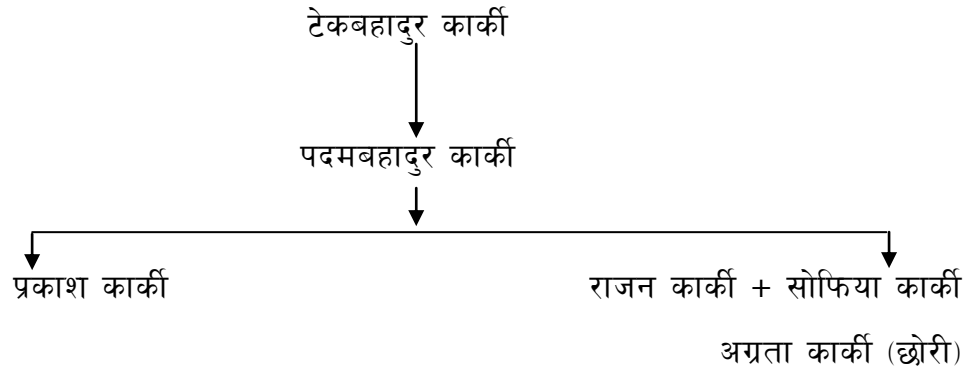 टेकबहादुर कार्की
पदमबहादुर कार्की
प्रकाश कार्की
राजन कार्की + सोफिया कार्की
अग्रता कार्की (छोरी)